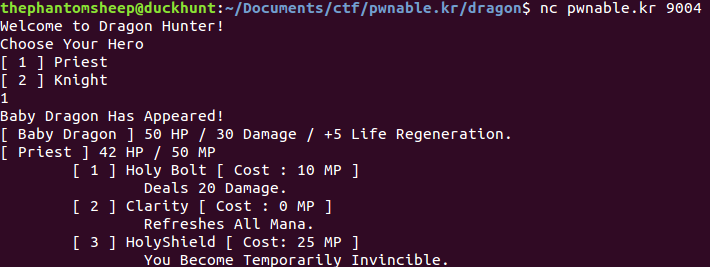 thephantomsheep@duckhunt:~/Documents/ctf/pwnable.kr/dragon$ nc pwnable.kr 9004
Welcome to Dragon Hunter!
Choose Your Hero
[ 1 ] Priest
[ 2 ] Knight
1
Baby Dragon Has Appeared!
[ Baby Dragon ] 50 HP / 30 Damage / +5 Life Regeneration.
[ Priest ] 42 HP / 50 MP
[ 1 ] Holy Bolt [ Cost : 10 MP ]
Deals 20 Damage.
[ 2 ] Clarity [ Cost : 0 MP ]
Refreshes All Mana.
[ 3 ] HolyShield [ Cost: 25 MP ]
You Become Temporarily Invincible.